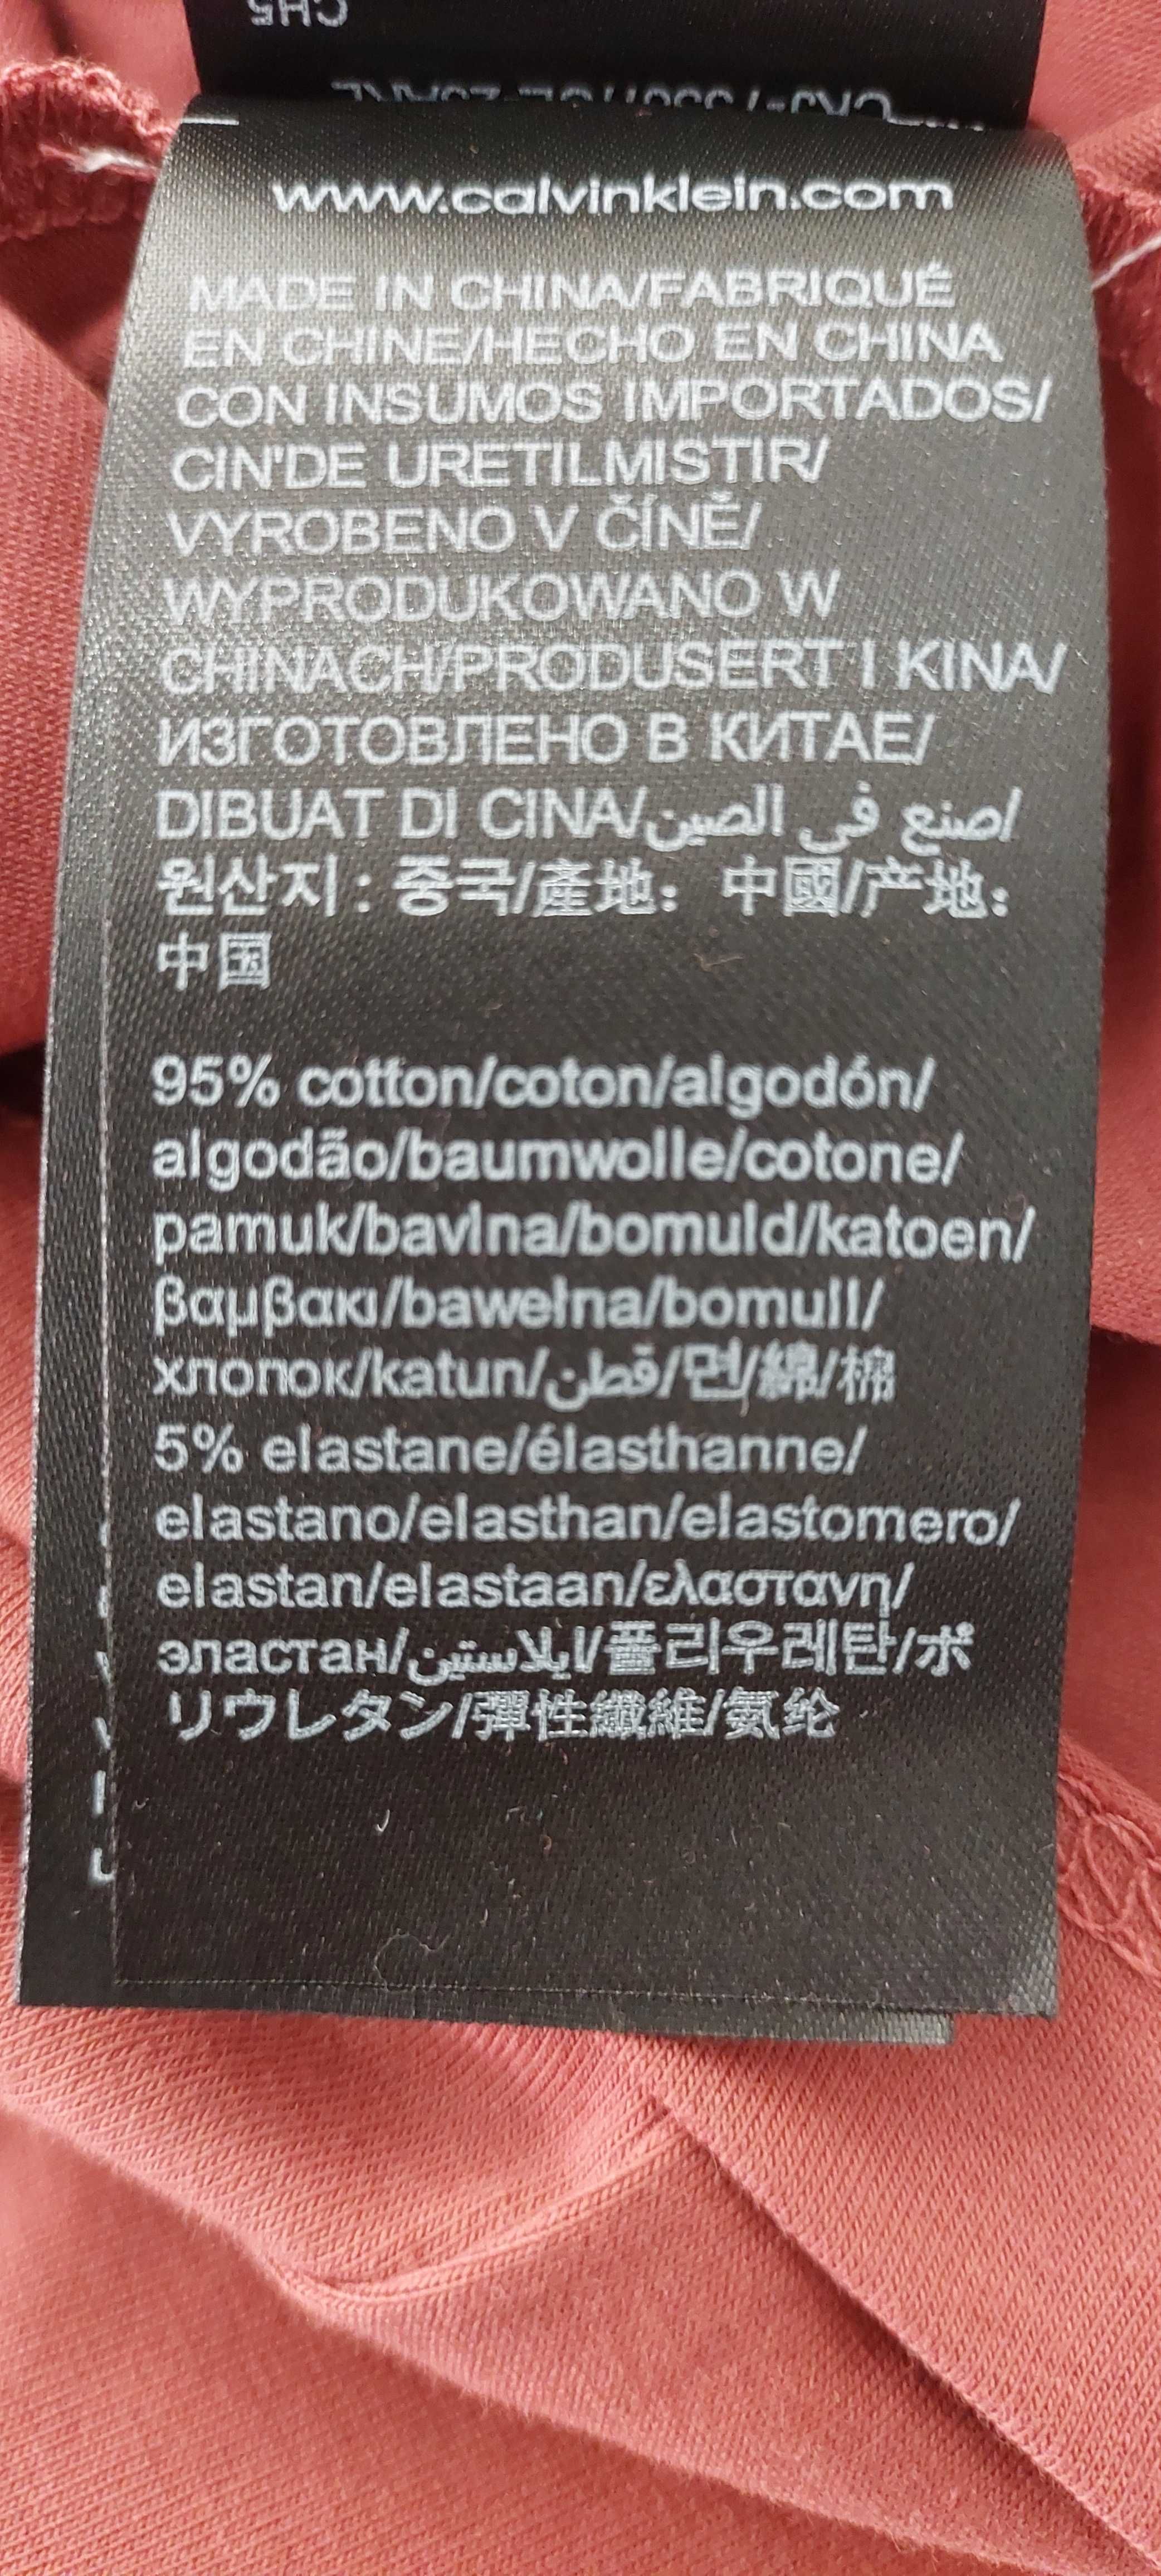 CH5
www.calvinklein.com
MADE IN CHINA/FABRIQUÉ
EN CHINE/HECHO EN CHINA
CON INSUMOS IMPORTADOS/
CIN'DE URETILMISTIR/
VYROBENO V ČÍNĚ/
WYPRODUKOWANO W
CHINACH/PRODUSERT I KINA/
ИЗГОТОВЛЕНО В КИТАЕ/
DIBUAT DI CINA/صنع في الصين/
원산지 : 중국/產地: 中國/产地:
中国
95% cotton/coton/algodón/
algodão/baumwolle/cotone/
pamuk/bavlna/bomuld/katoen/
βαμβακι/bawełna/bomull/
хлопок/katun/قطن/면/綿/棉
5% elastane/élasthanne/
elastano/elasthan/elastomero/
elastan/elastaan/ελαστανη/
эластан/ايلاستين/폴리우레탄/ポ
リウレタン/彈性纖維/氨纶